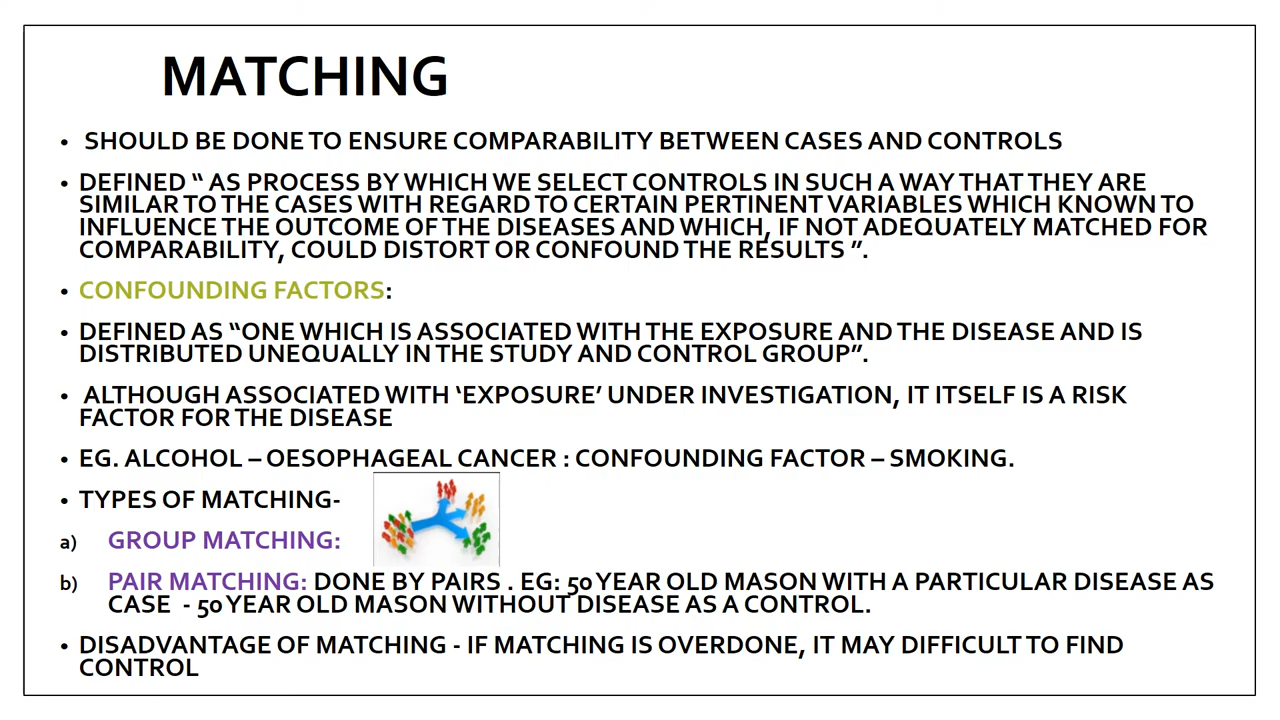 MATCHING
• SHOULD BE DONE TO ENSURE COMPARABILITY BETWEEN CASES AND CONTROLS
• DEFINED “ AS PROCESS BY WHICH WE SELECT CONTROLS IN SUCH A WAY THAT THEY ARE
SIMILAR TO THE CASES WITH REGARD TO CERTAIN PERTINENT VARIABLES WHICH KNOWN TO
INFLUENCE THE OUTCOME OF THE DISEASES AND WHICH, IF NOT ADEQUATELY MATCHED FOR
COMPARABILITY, COULD DISTORT OR CONFOUND THE RESULTS ”.
• CONFOUNDING FACTORS:
• DEFINED AS “ONE WHICH IS ASSOCIATED WITH THE EXPOSURE AND THE DISEASE AND IS
DISTRIBUTED UNEQUALLY IN THE STUDY AND CONTROL GROUP”.
• ALTHOUGH ASSOCIATED WITH ‘EXPOSURE’ UNDER INVESTIGATION, IT ITSELF IS A RISK
FACTOR FOR THE DISEASE
• EG. ALCOHOL – OESOPHAGEAL CANCER : CONFOUNDING FACTOR – SMOKING.
• TYPES OF MATCHING-
a) GROUP MATCHING:
b) PAIR MATCHING: DONE BY PAIRS . EG: 50 YEAR OLD MASON WITH A PARTICULAR DISEASE AS
CASE - 50 YEAR OLD MASON WITHOUT DISEASE AS A CONTROL.
• DISADVANTAGE OF MATCHING - IF MATCHING IS OVERDONE, IT MAY DIFFICULT TO FIND
CONTROL